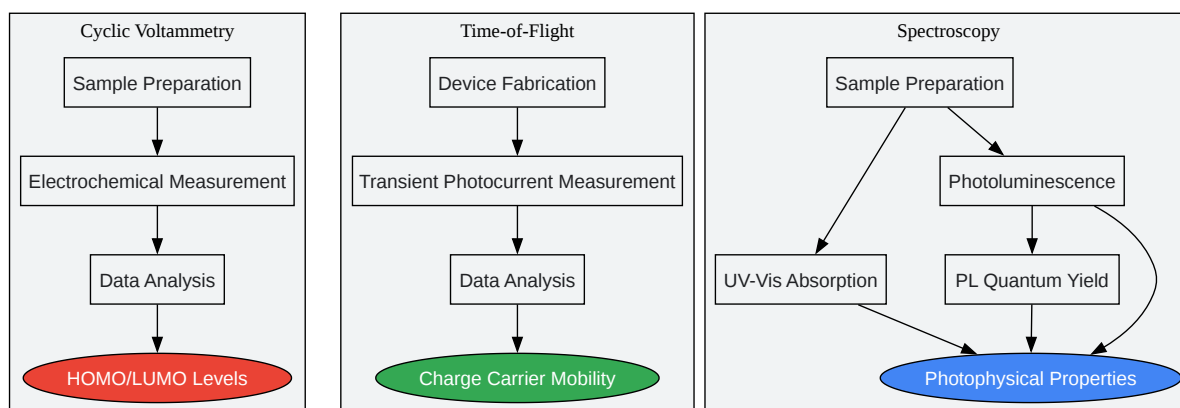 Cyclic Voltammetry
Sample Preparation
Electrochemical Measurement
Data Analysis
HOMO/LUMO Levels
Time-of-Flight
Device Fabrication
Transient Photocurrent Measurement
Data Analysis
Charge Carrier Mobility
Spectroscopy
Sample Preparation
Photoluminescence
UV-Vis Absorption
PL Quantum Yield
Photophysical Properties